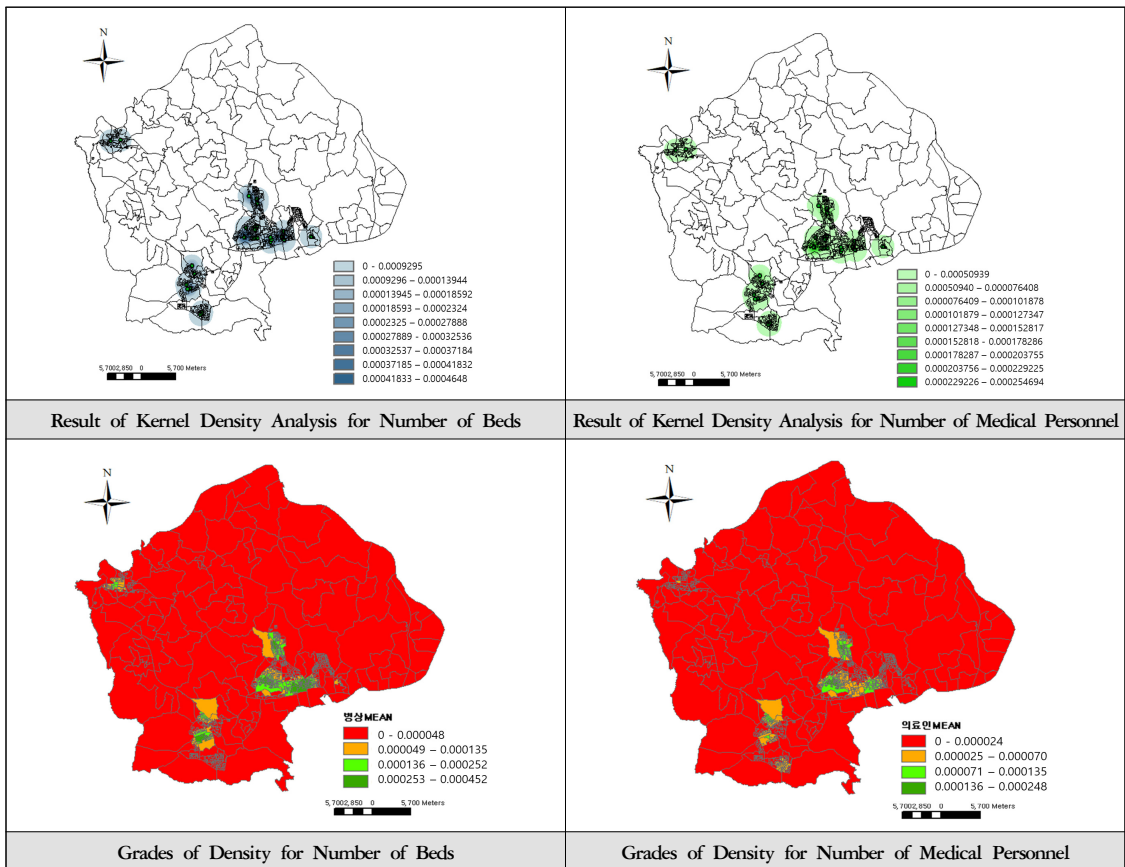 N
0 - 0.0009295
0.0009296 – 0.00013944
0.00013945 – 0.00018592
0.00018593 – 0.0002324
0.0002325 – 0.00027888
0.00027889 - 0.00032536
0.00032537 – 0.00037184
0.00037185 – 0.00041832
0.00041833 – 0.0004648
5,7002,850 0 5,700 Meters
N
0 - 0.00050939
0.00050940 – 0.000076408
0.000076409 – 0.000101878
0.000101879 – 0.000127347
0.000127348 – 0.000152817
0.000152818 – 0.000178286
0.000178287 – 0.000203755
0.000203756 – 0.000229225
0.000229226 – 0.000254694
5,7002,850 0 5,700 Meters
Result of Kernel Density Analysis for Number of Beds
Result of Kernel Density Analysis for Number of Medical Personnel
N
병상MEAN
0 – 0.000048
0.000049 – 0.000135
0.000136 – 0.000252
0.000253 – 0.000452
5,7002,850 0 5,700 Meters
N
의료인MEAN
0 – 0.000024
0.000025 – 0.000070
0.000071 – 0.000135
0.000136 – 0.000248
5,7002,850 0 5,700 Meters
Grades of Density for Number of Beds
Grades of Density for Number of Medical Personnel